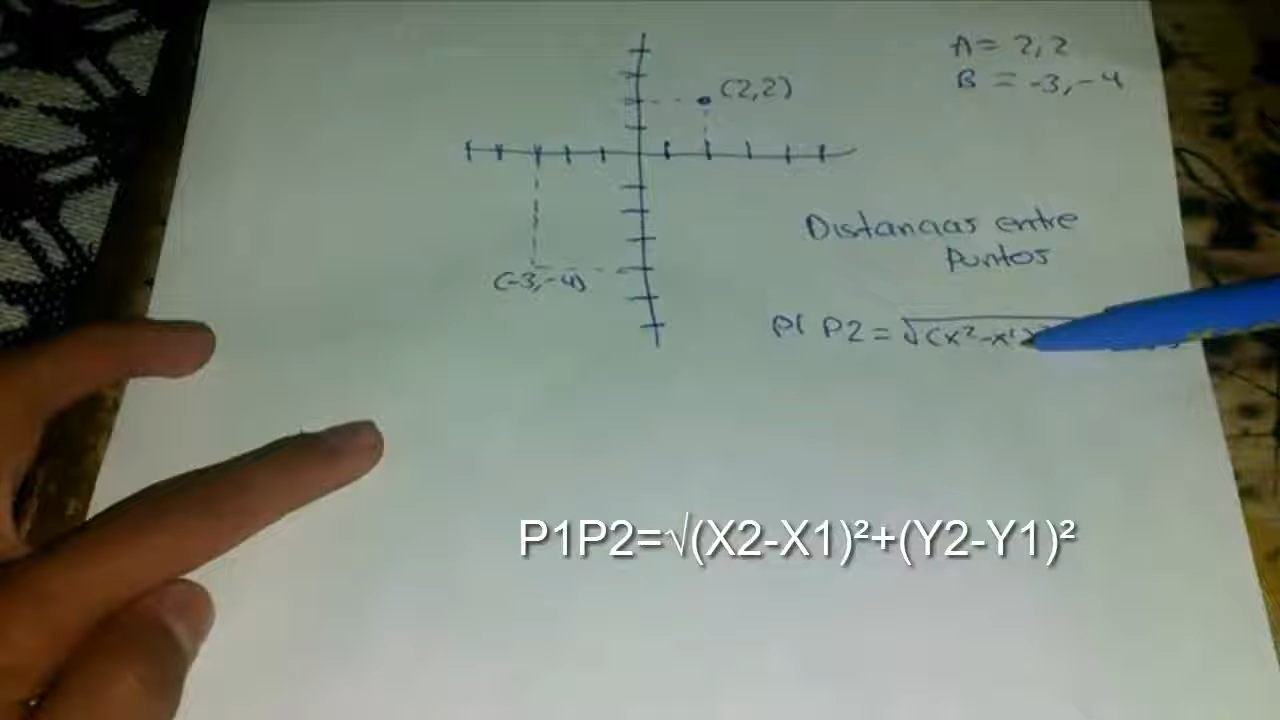 A = 2,2
B = -3,-4
(2,2)
Distancias entre
Puntos
(-3,-4)
P1 P2 = √(x²-x¹)
P1P2=√(X2-X1)²+(Y2-Y1)²